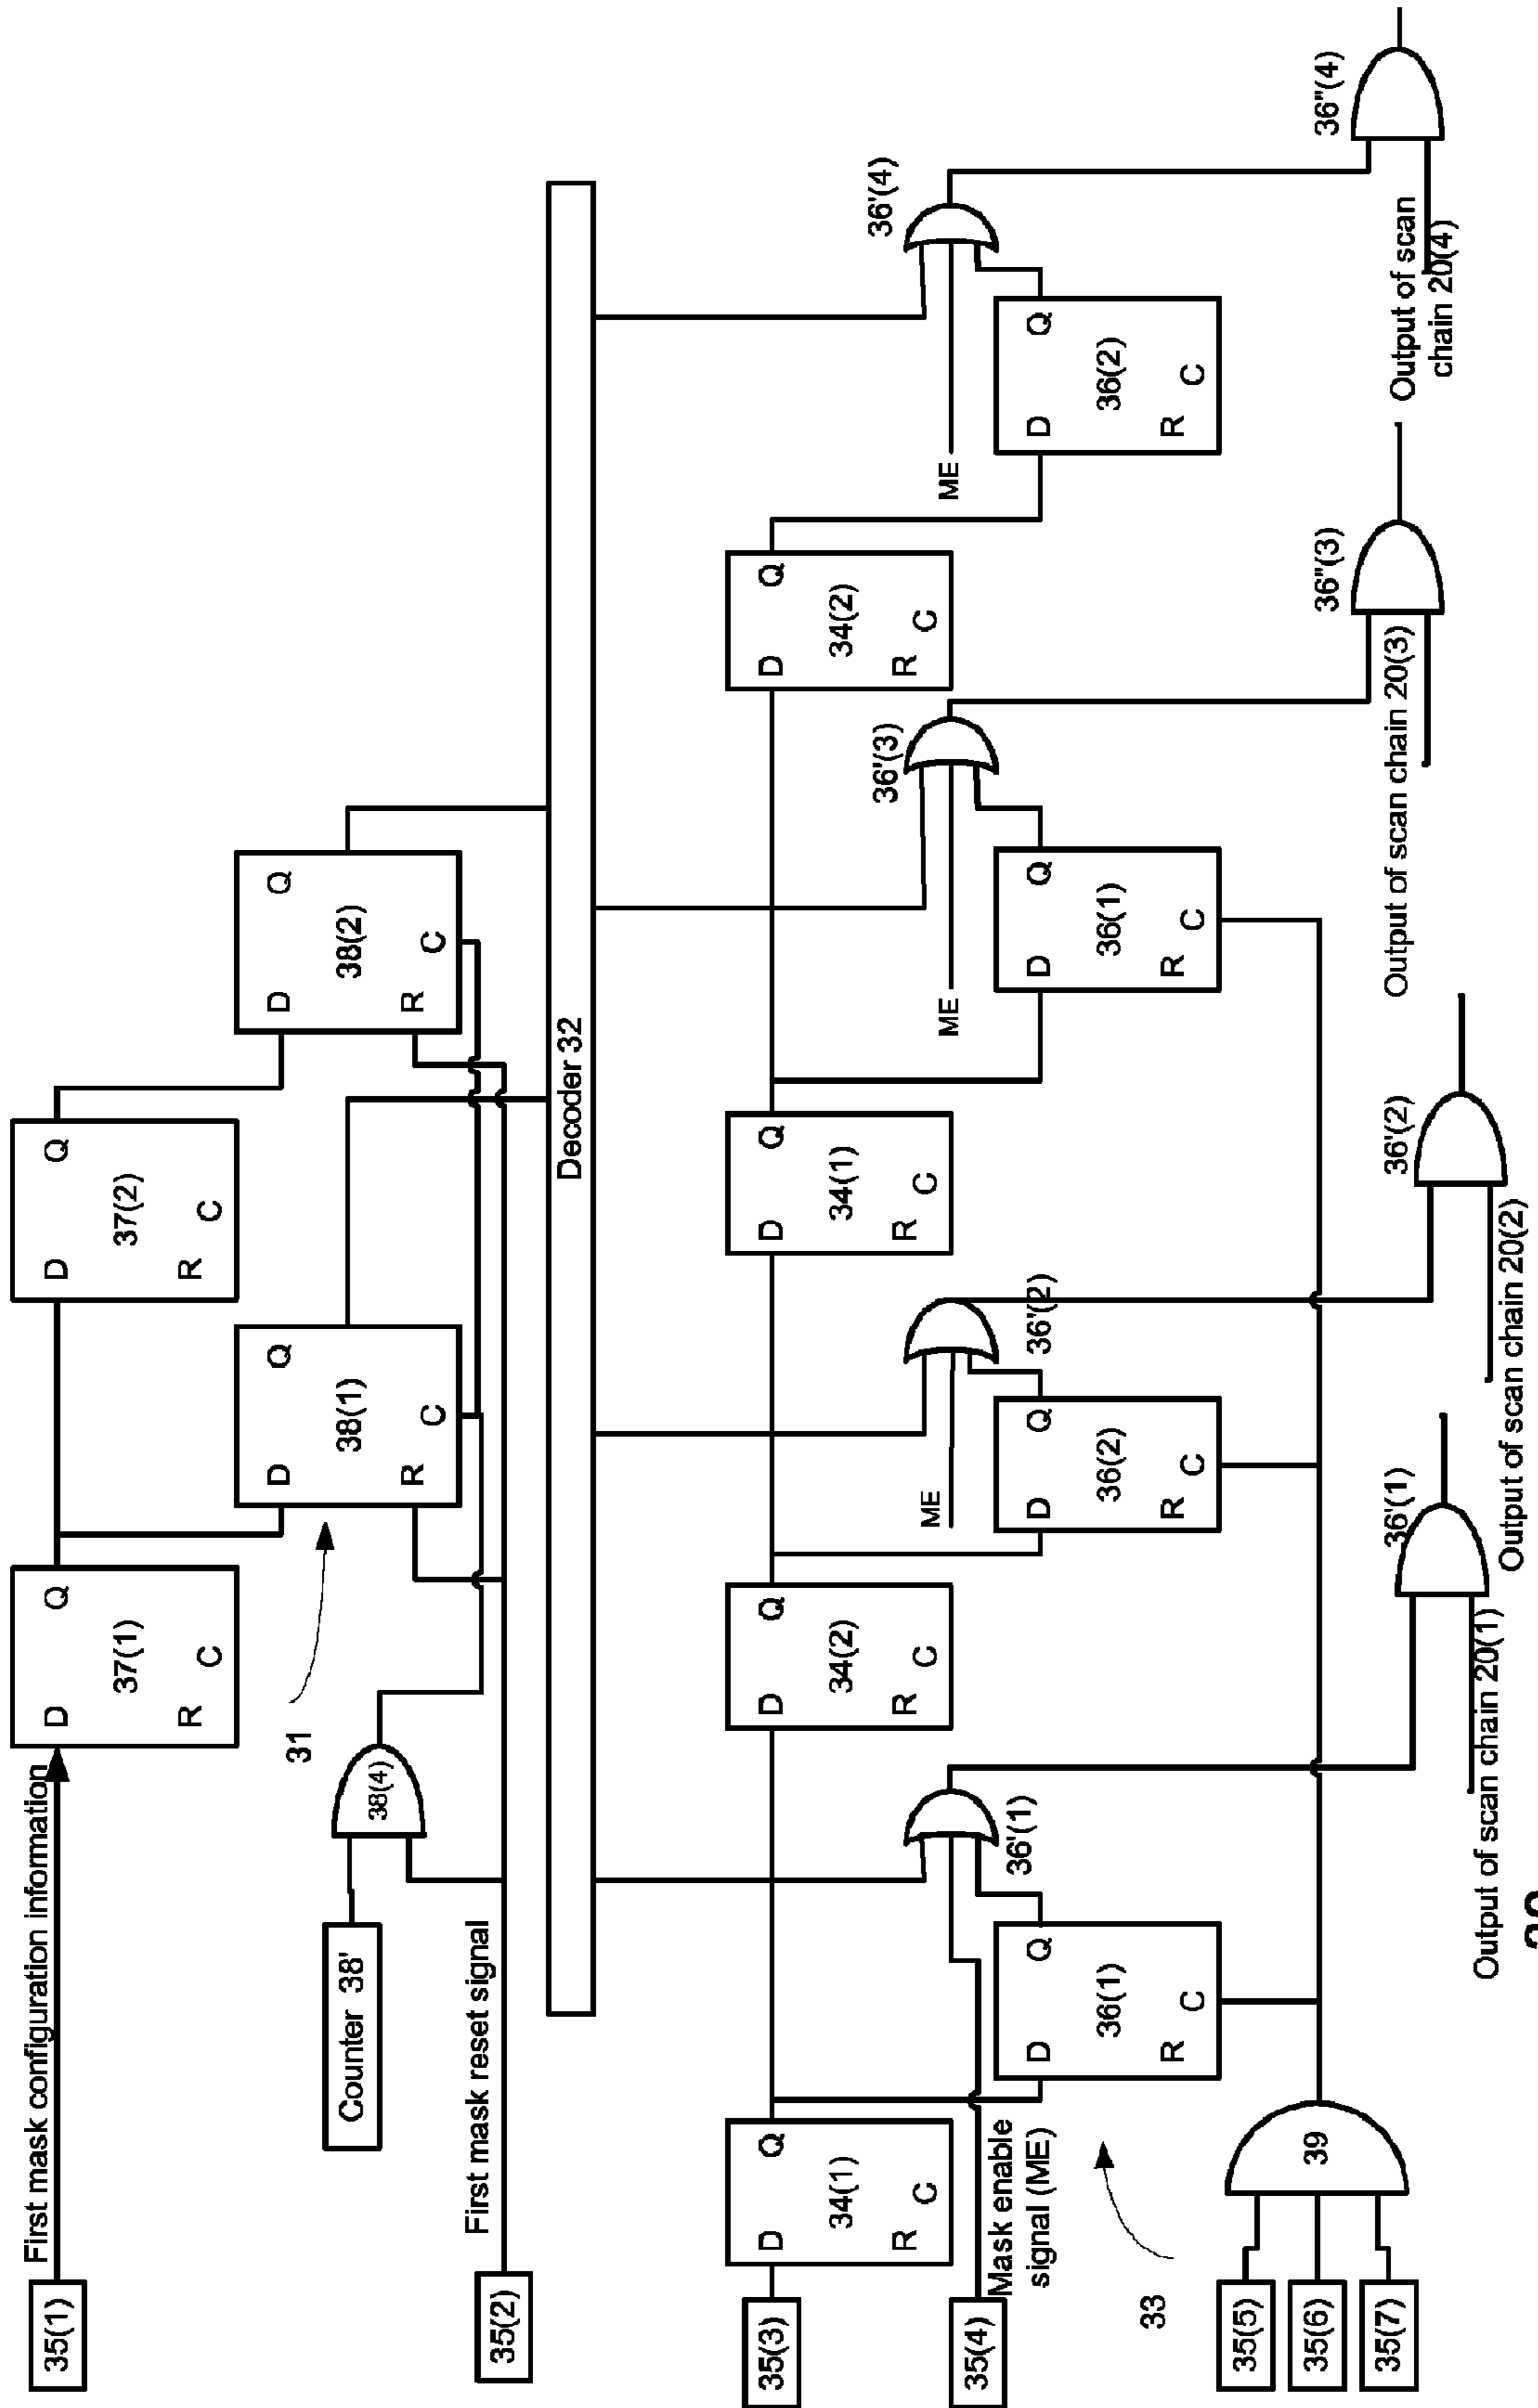 First mask configuration information
35(1)
D
Q
37(1)
R
C
D
Q
37(2)
R
C
31
D
Q
38(1)
R
C
D
Q
38(2)
R
C
Counter 38'
38(4)
First mask reset signal
35(2)
Decoder 32
35(3)
D
Q
34(1)
R
C
D
Q
34(2)
R
C
D
Q
34(1)
R
C
D
Q
34(2)
R
C
35(4)
Mask enable
signal (ME)
36'(1)
ME
36'(2)
ME
36'(3)
ME
36'(4)
33
D
Q
36(1)
R
C
D
Q
36(2)
R
C
D
Q
36(1)
R
C
D
Q
36(2)
R
C
35(5)
35(6)
35(7)
39
36'(1)
Output of scan chain 20(1)
36'(2)
Output of scan chain 20(2)
36"(3)
Output of scan chain 20(3)
36"(4)
Output of scan
chain 20(4)